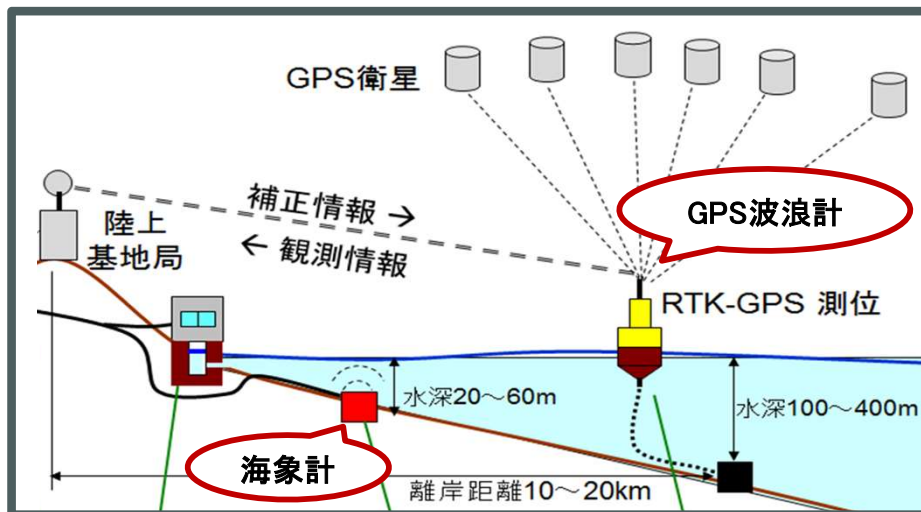 GPS衛星
GPS波浪計
補正情報 →
← 観測情報
陸上
基地局
RTK-GPS 測位
水深20～60m
水深100～400m
海象計
離岸距離10～20km